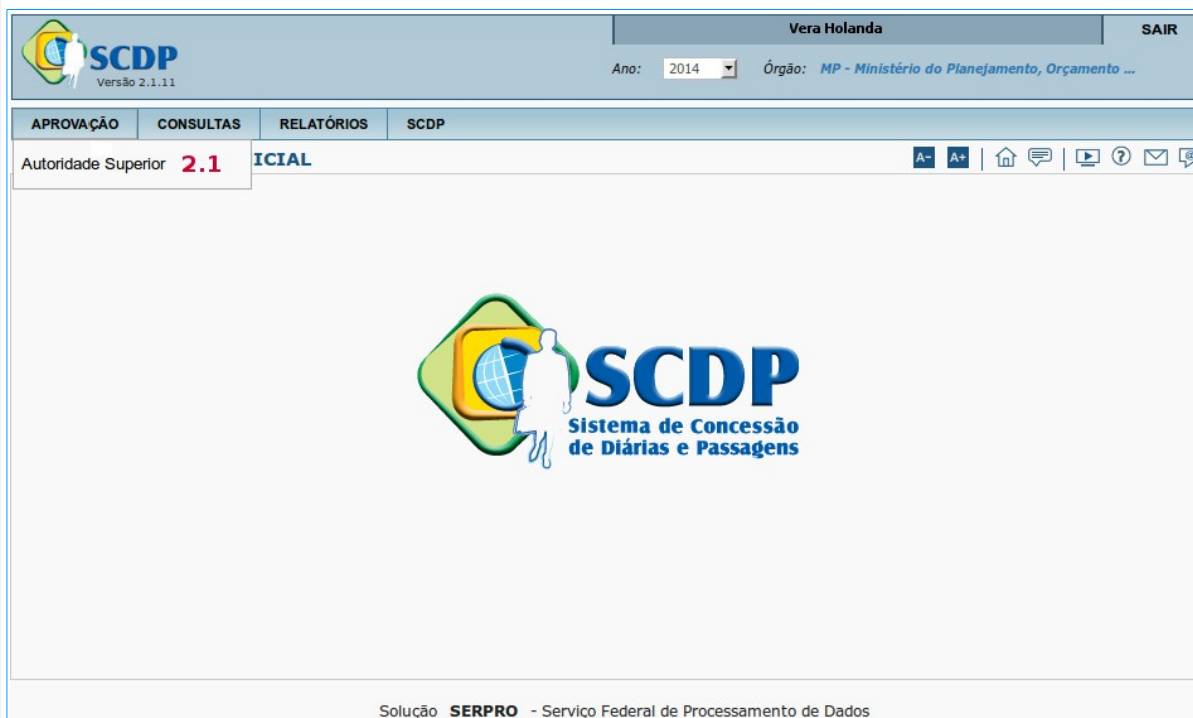 Vera Holanda
SAIR
SCDP
Versão 2.1.11
Ano: 2014 Órgão: MP - Ministério do Planejamento, Orçamento ...
APROVAÇÃO CONSULTAS RELATÓRIOS SCDP
Autoridade Superior 2.1
ICIAL
A- A+
SCDP
Sistema de Concessão
de Diárias e Passagens
Solução SERPRO - Serviço Federal de Processamento de Dados